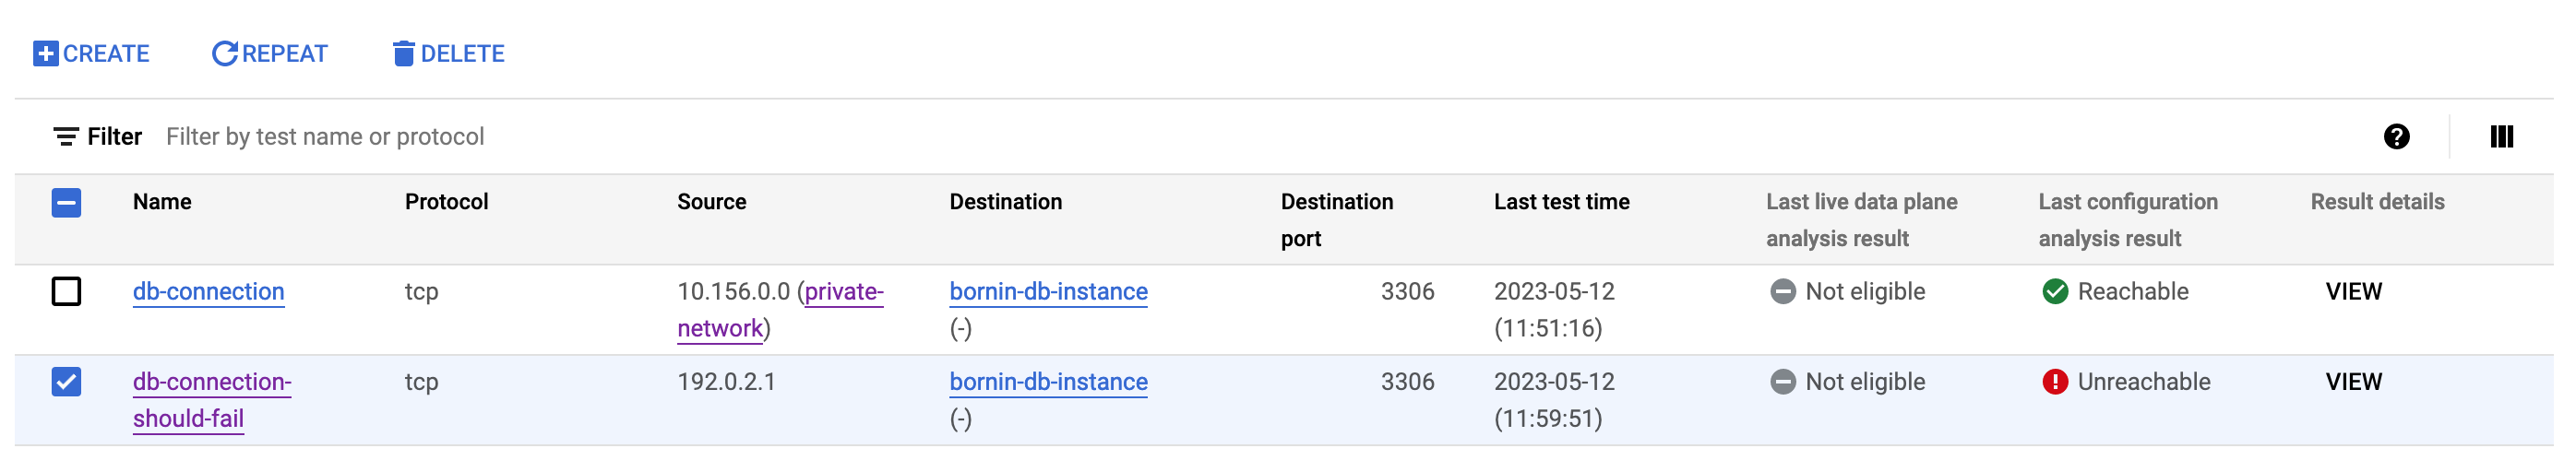 CREATE REPEAT DELETE
Filter Filter by test name or protocol
Name Protocol Source Destination Destination port Last test time Last live data plane analysis result Last configuration analysis result Result details
db-connection tcp 10.156.0.0 (private-network) bornin-db-instance (-) 3306 2023-05-12 (11:51:16) Not eligible Reachable VIEW
db-connection-should-fail tcp 192.0.2.1 bornin-db-instance (-) 3306 2023-05-12 (11:59:51) Not eligible Unreachable VIEW